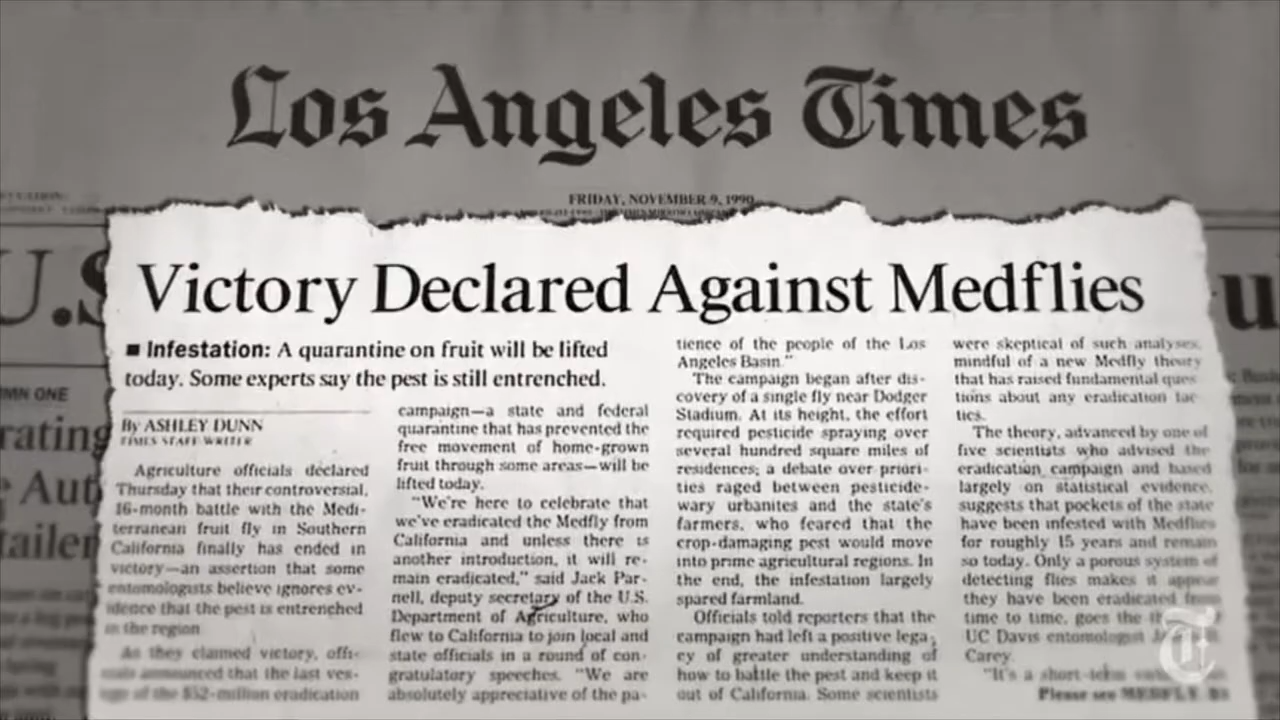 Los Angeles Times
FRIDAY, NOVEMBER 9, 1990
U.S
MN ONE
rating
Aut
tailer
u
Victory Declared Against Medflies
■ Infestation: A quarantine on fruit will be lifted
today. Some experts say the pest is still entrenched.
By ASHLEY DUNN
TIMES STAFF WRITER
Agriculture officials declared
Thursday that their controversial,
16-month battle with the Medi-
terranean fruit fly in Southern
California finally has ended in
victory—an assertion that some
entomologists believe ignores ev-
idence that the pest is entrenched
in the region
As they claimed victory, offi-
cials announced that the last ves-
tige of the $52-million eradication
campaign—a state and federal
quarantine that has prevented the
free movement of home-grown
fruit through some areas—will be
lifted today.
"We're here to celebrate that
we've eradicated the Medfly from
California and unless there is
another introduction, it will re-
main eradicated," said Jack Par-
nell, deputy secretary of the U.S.
Department of Agriculture, who
flew to California to join local and
state officials in a round of con-
gratulatory speeches. "We are
absolutely appreciative of the pa-
tience of the people of the Los
Angeles Basin."
The campaign began after dis-
covery of a single fly near Dodger
Stadium. At its height, the effort
required pesticide spraying over
several hundred square miles of
residences; a debate over priori-
ties raged between pesticide-
wary urbanites and the state's
farmers, who feared that the
crop-damaging pest would move
into prime agricultural regions. In
the end, the infestation largely
spared farmland.
Officials told reporters that the
campaign had left a positive lega-
cy of greater understanding of
how to battle the pest and keep it
out of California. Some scientists
were skeptical of such analyses,
mindful of a new Medfly theory
that has raised fundamental ques
tions about any eradication tac
tics.
The theory, advanced by one of
five scientists who advised the
eradication campaign and based
largely on statistical evidence,
suggests that pockets of the state
have been infested with Medflies
for roughly 15 years and remain
so today. Only a porous system of
detecting flies makes it appear
they have been eradicated from
time to time, goes the
UC Davis entomologist
Carey.
"It's a short-term
Please see MEDFLY
T